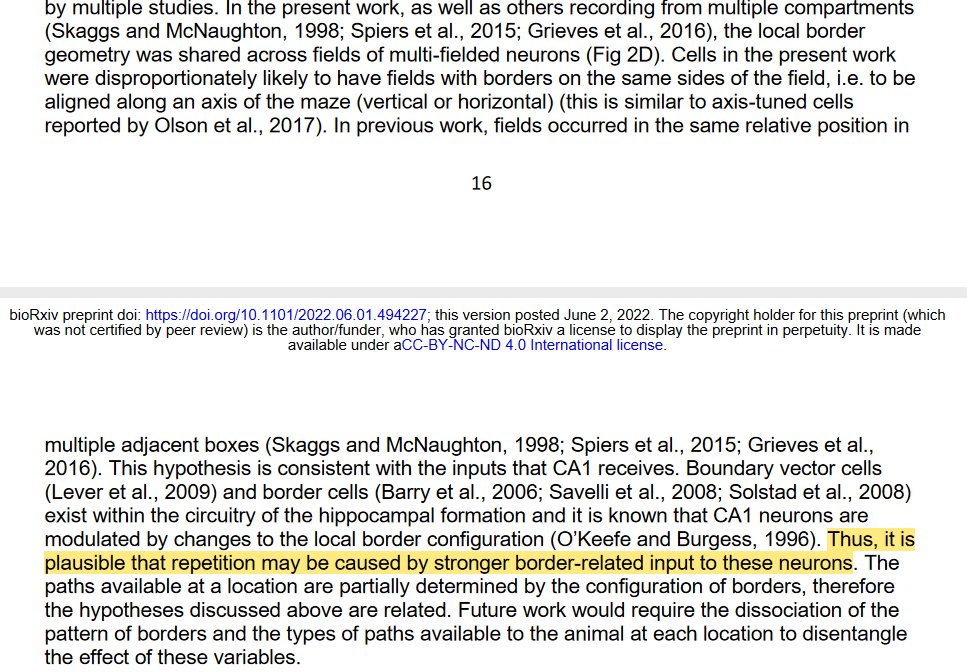 by multiple studies. In the present work, as well as others recording from multiple compartments
(Skaggs and McNaughton, 1998; Spiers et al., 2015; Grieves et al., 2016), the local border
geometry was shared across fields of multi-fielded neurons (Fig 2D). Cells in the present work
were disproportionately likely to have fields with borders on the same sides of the field, i.e. to be
aligned along an axis of the maze (vertical or horizontal) (this is similar to axis-tuned cells
reported by Olson et al., 2017). In previous work, fields occurred in the same relative position in
16
bioRxiv preprint doi: https://doi.org/10.1101/2022.06.01.494227; this version posted June 2, 2022. The copyright holder for this preprint (which
was not certified by peer review) is the author/funder, who has granted bioRxiv a license to display the preprint in perpetuity. It is made
available under aCC-BY-NC-ND 4.0 International license.
multiple adjacent boxes (Skaggs and McNaughton, 1998; Spiers et al., 2015; Grieves et al.,
2016). This hypothesis is consistent with the inputs that CA1 receives. Boundary vector cells
(Lever et al., 2009) and border cells (Barry et al., 2006; Savelli et al., 2008; Solstad et al., 2008)
exist within the circuitry of the hippocampal formation and it is known that CA1 neurons are
modulated by changes to the local border configuration (O’Keefe and Burgess, 1996). Thus, it is
plausible that repetition may be caused by stronger border-related input to these neurons. The
paths available at a location are partially determined by the configuration of borders, therefore
the hypotheses discussed above are related. Future work would require the dissociation of the
pattern of borders and the types of paths available to the animal at each location to disentangle
the effect of these variables.